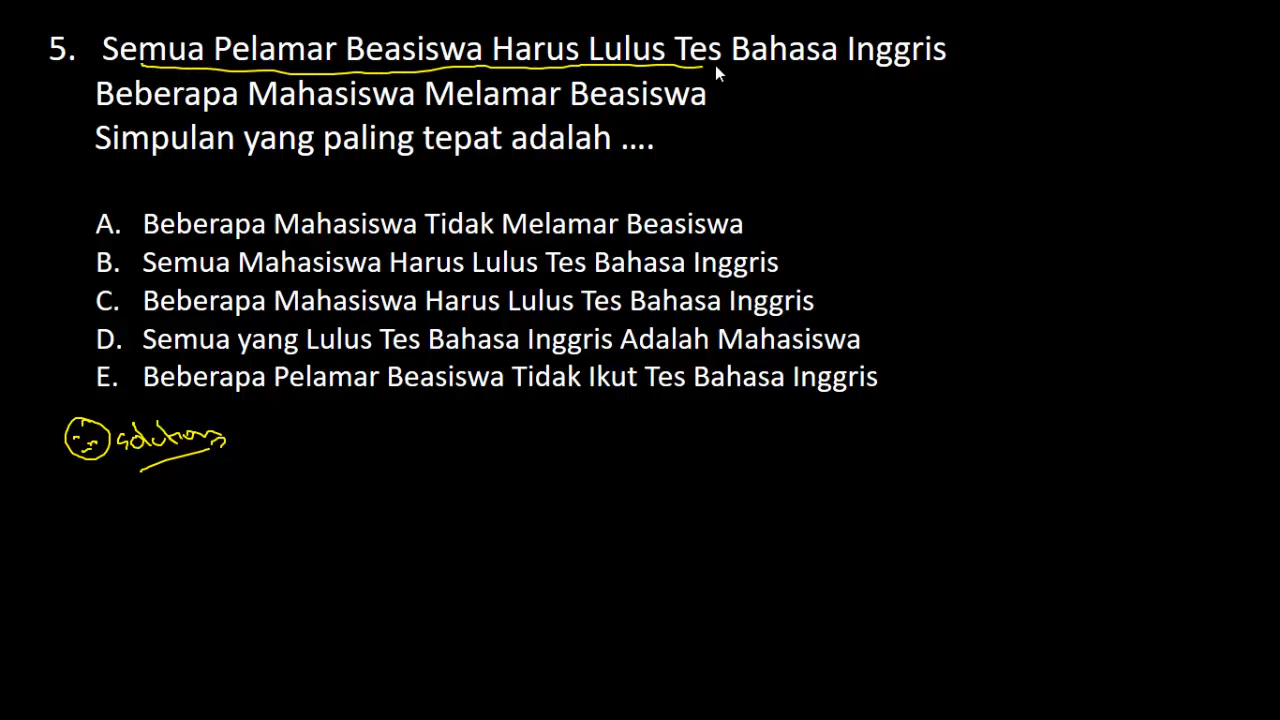 5. Semua Pelamar Beasiswa Harus Lulus Tes Bahasa Inggris
Beberapa Mahasiswa Melamar Beasiswa
Simpulan yang paling tepat adalah ....
A. Beberapa Mahasiswa Tidak Melamar Beasiswa
B. Semua Mahasiswa Harus Lulus Tes Bahasa Inggris
C. Beberapa Mahasiswa Harus Lulus Tes Bahasa Inggris
D. Semua yang Lulus Tes Bahasa Inggris Adalah Mahasiswa
E. Beberapa Pelamar Beasiswa Tidak Ikut Tes Bahasa Inggris